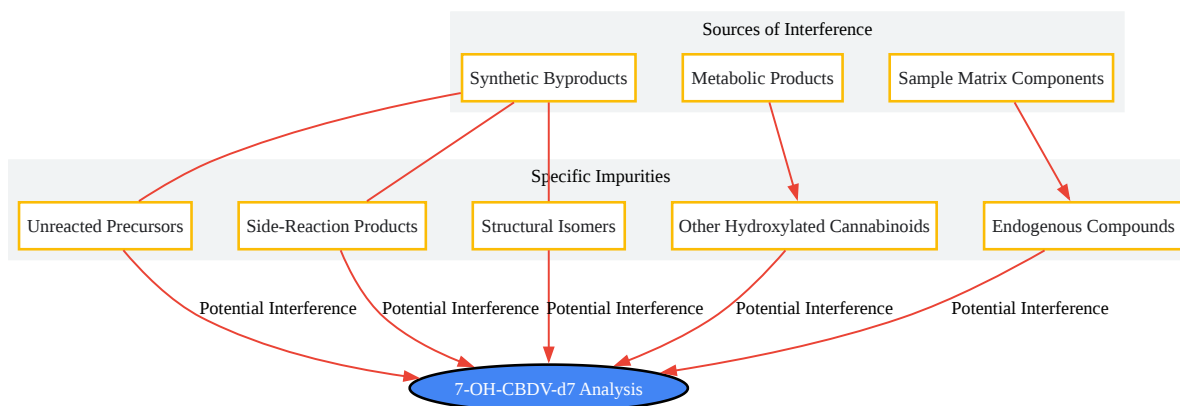 Sources of Interference
Synthetic Byproducts
Metabolic Products
Sample Matrix Components
Specific Impurities
Unreacted Precursors
Side-Reaction Products
Structural Isomers
Other Hydroxylated Cannabinoids
Endogenous Compounds
Potential Interference
Potential Interference
Potential Interference
Potential Interference
Potential Interference
7-OH-CBDV-d7 Analysis